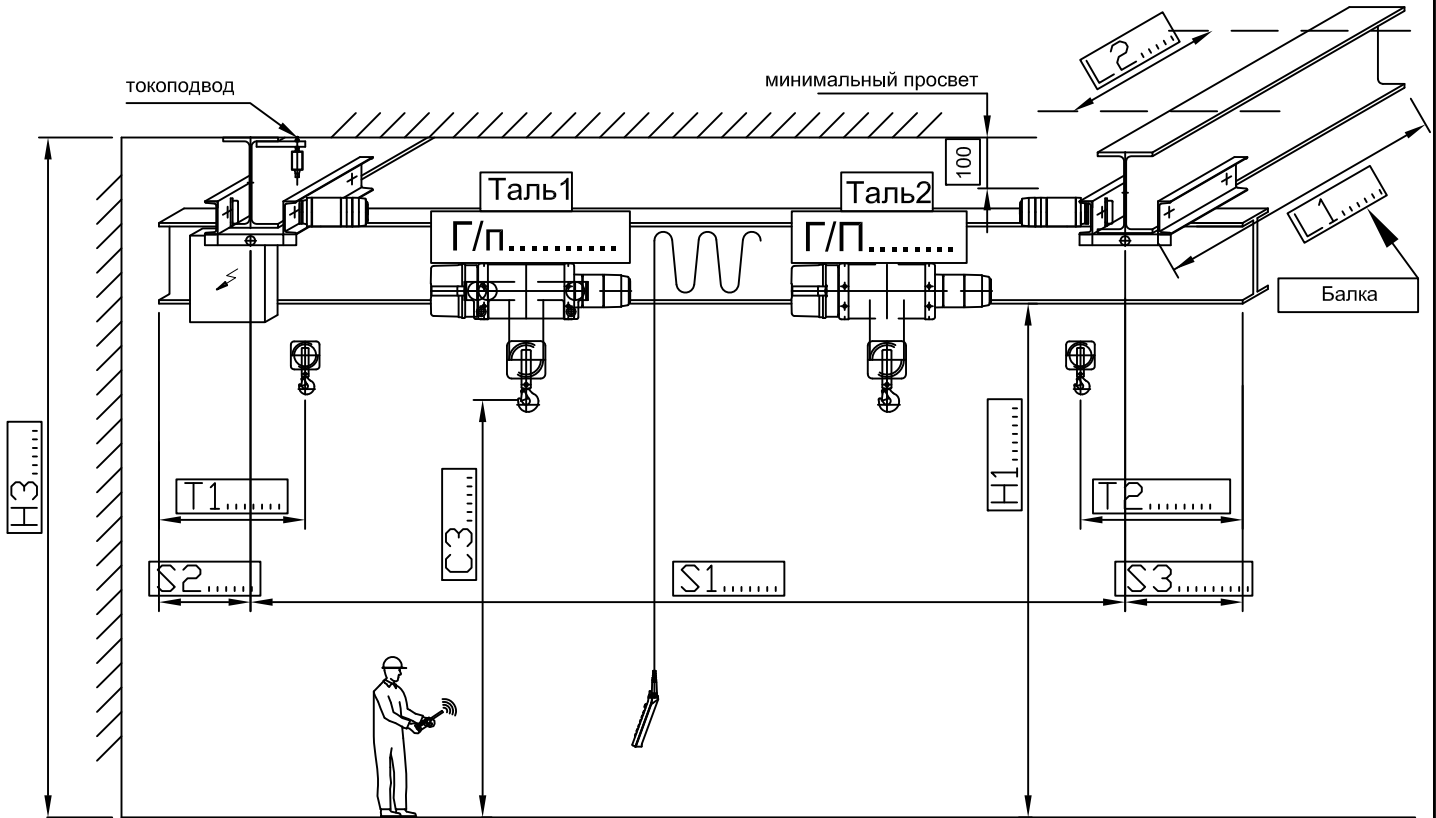 L2......
токоподвод
минимальный просвет
100
Таль1
Таль2
L1........
Г/п..........
Г/П........
Балка
H3......
H1.......
T1.......
T2........
C3......
S2......
S1.......
S3........